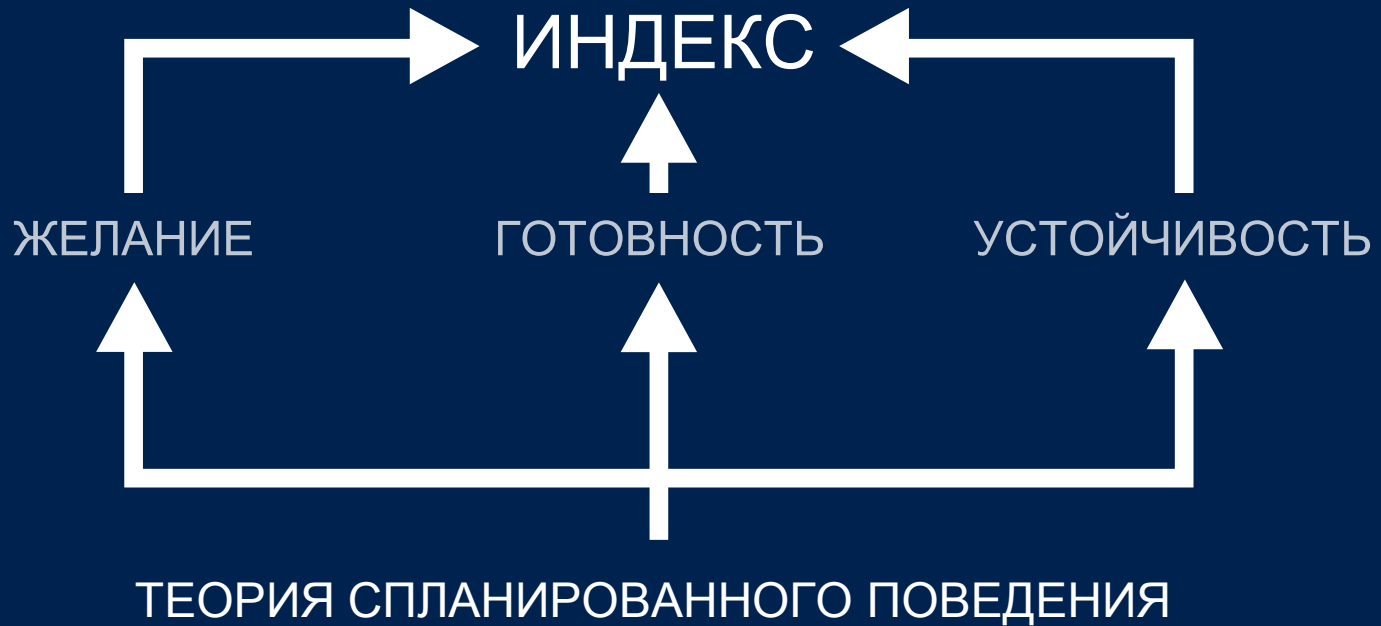 ИНДЕКС
ЖЕЛАНИЕ ГОТОВНОСТЬ УСТОЙЧИВОСТЬ
ТЕОРИЯ СПЛАНИРОВАННОГО ПОВЕДЕНИЯ